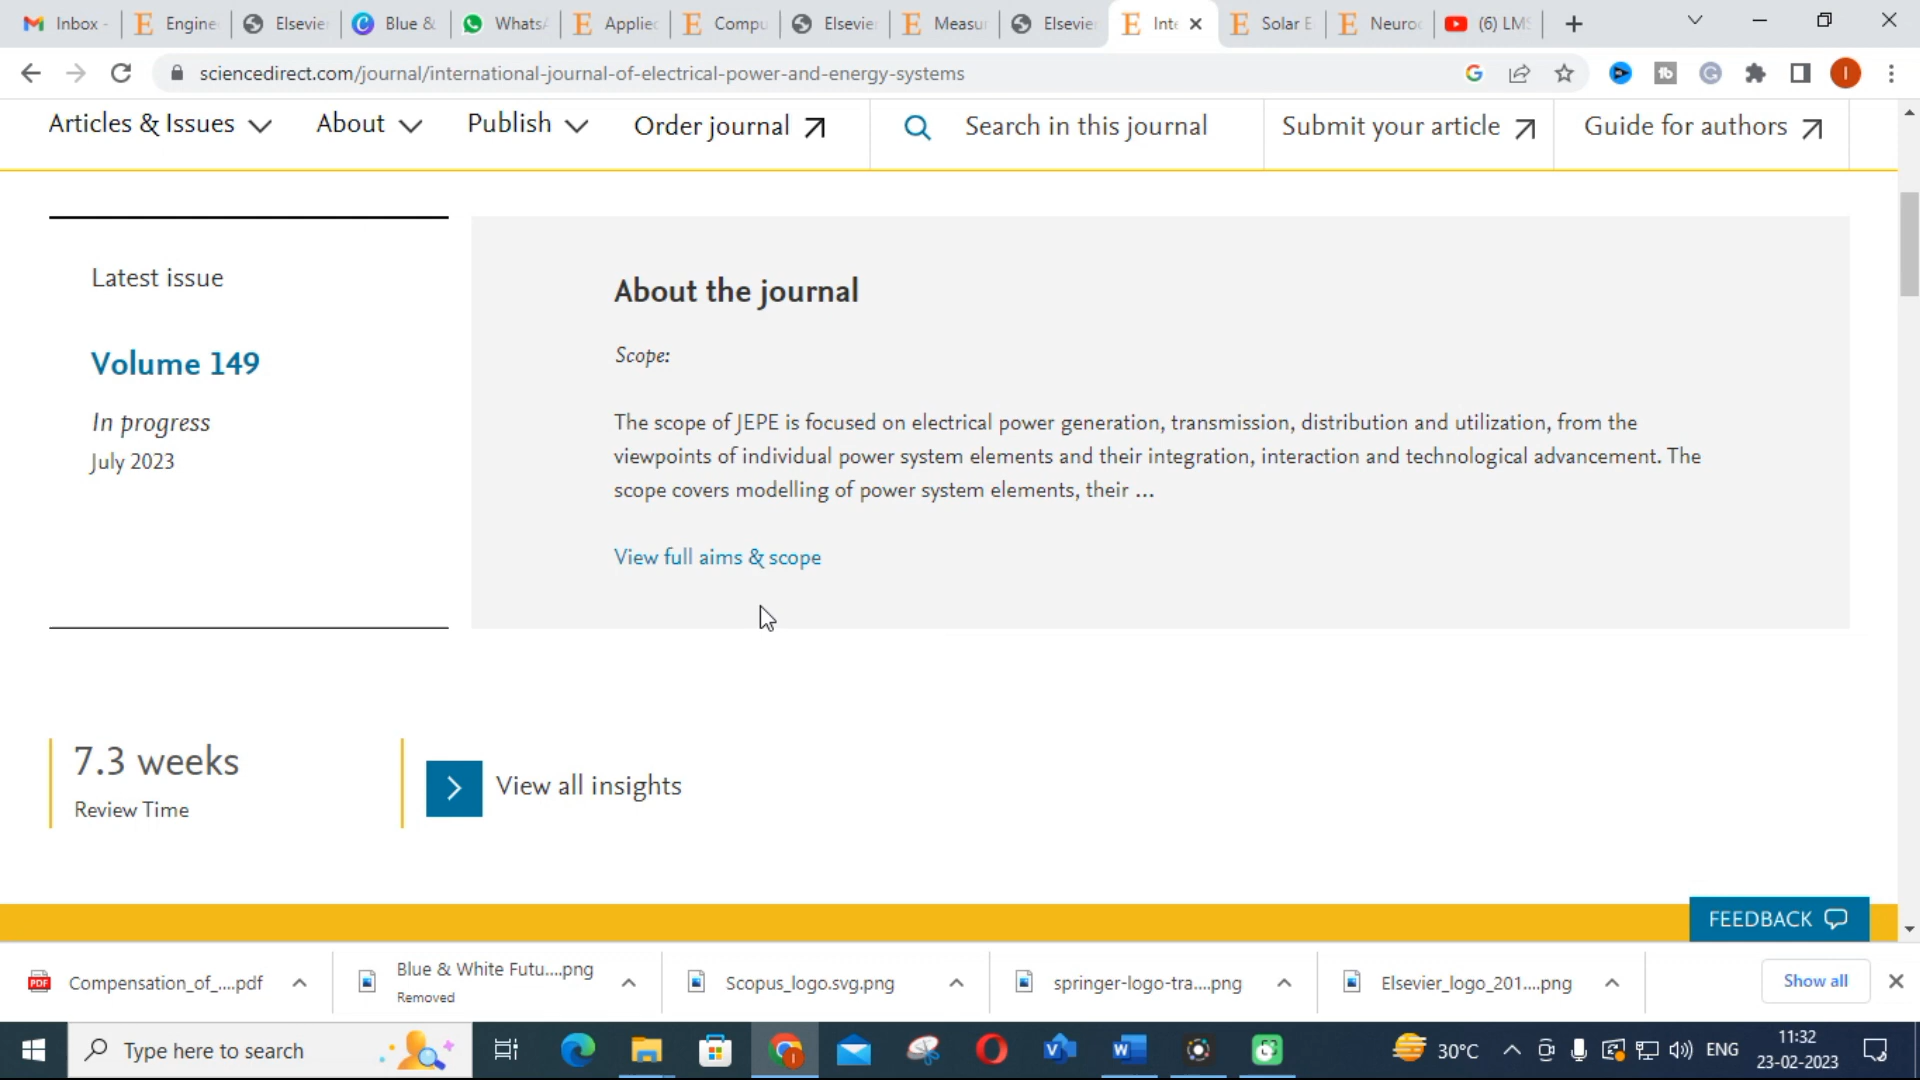 Inbox -
Engine
Elsevie
Blue &
Whats
Applie
Compu
Elsevie
Measu
Elsevie
Inte
Solar E
Neuro
(6) LM
sciencedirect.com/journal/international-journal-of-electrical-power-and-energy-systems
Articles & Issues
About
Publish
Order journal
Search in this journal
Submit your article
Guide for authors
Latest issue
Volume 149
In progress
July 2023
About the journal
Scope:
The scope of JEPE is focused on electrical power generation, transmission, distribution and utilization, from the
viewpoints of individual power system elements and their integration, interaction and technological advancement. The
scope covers modelling of power system elements, their ...
View full aims & scope
7.3 weeks
Review Time
View all insights
FEEDBACK
Compensation_of_....pdf
Blue & White Futu....png
Removed
Scopus_logo.svg.png
springer-logo-tra....png
Elsevier_logo_201....png
Show all
Type here to search
30°C
ENG
11:32
23-02-2023